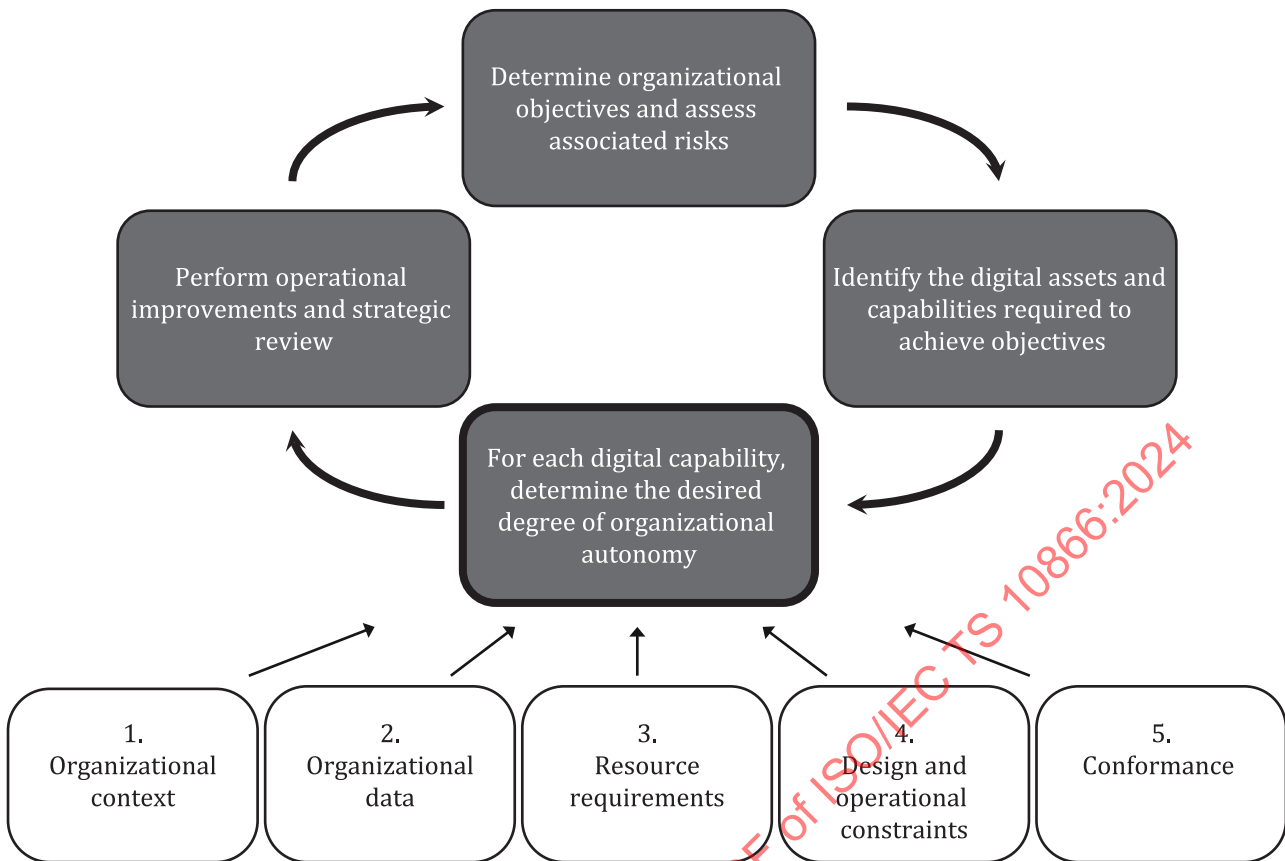 Determine organizational
objectives and assess
associated risks
Perform operational
improvements and strategic
review
Identify the digital assets and
capabilities required to
achieve objectives
For each digital capability,
determine the desired
degree of organizational
autonomy
1.
Organizational
context
2.
Organizational
data
3.
Resource
requirements
4.
Design and
operational
constraints
5.
Conformance
of ISO/IEC TS 10866:2024